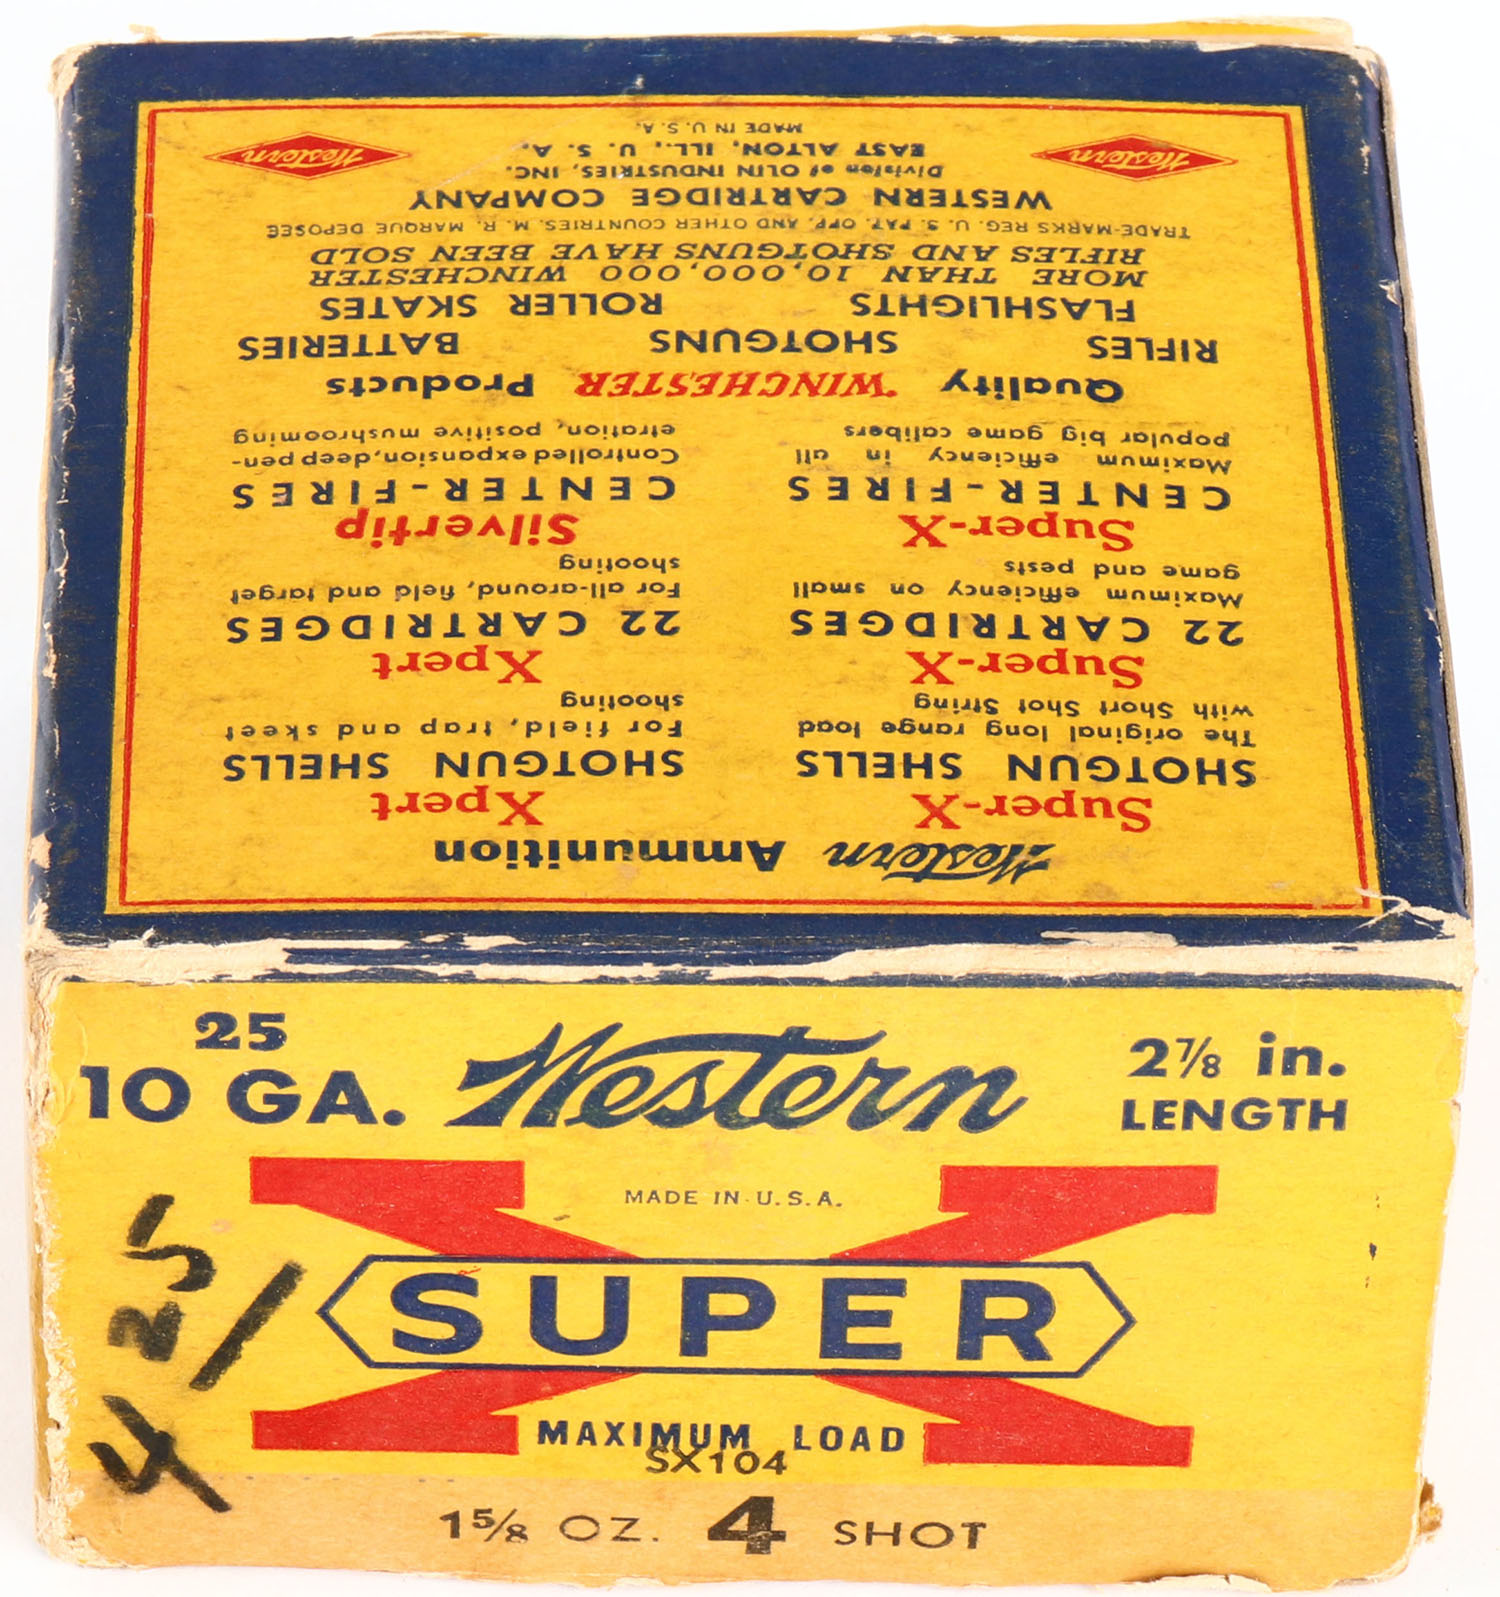 Western Ammunition
Super-X
SHOTGUN SHELLS
The original long range load
with Short Shot String
Xpert
SHOTGUN SHELLS
For field, trap and skeet
shooting
Super-X
22 CARTRIDGES
Maximum efficiency on small
game and pests
Xpert
22 CARTRIDGES
For all-around, field and target
shooting
Super-X
CENTER-FIRES
Maximum efficiency in all
popular big game calibers
Silvertip
CENTER-FIRES
Controlled expansion, deep pen-
etration, positive mushrooming
Quality WINCHESTER Products
RIFLES SHOTGUNS BATTERIES
FLASHLIGHTS ROLLER SKATES
MORE THAN 10,000,000 WINCHESTER
RIFLES AND SHOTGUNS HAVE BEEN SOLD
TRADE-MARKS REG. U. S. PAT. OFF. AND OTHER COUNTRIES. M. R. MARQUE DEPOSEE
WESTERN CARTRIDGE COMPANY
Division of OLIN INDUSTRIES, INC.
EAST ALTON, ILL., U. S. A.
MADE IN U. S. A.
Western
Western
25
10 GA.
Western
2⅞ in.
LENGTH
MADE IN U.S.A.
SUPER X
MAXIMUM LOAD
SX104
1⅝ OZ. 4 SHOT